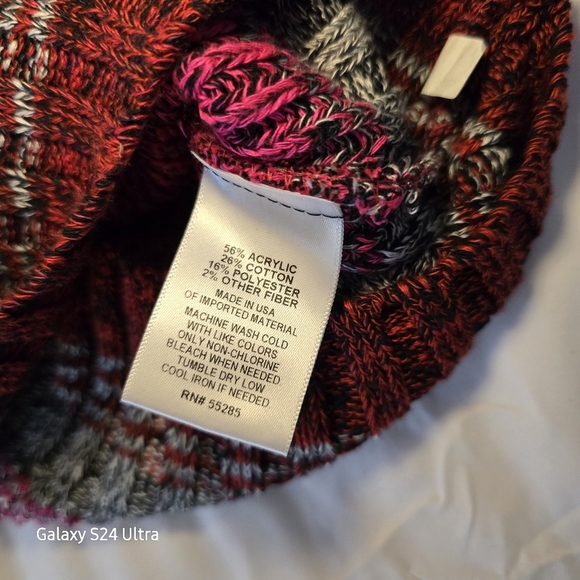 56% ACRYLIC
26% COTTON
16% POLYESTER
2% OTHER FIBER
MADE IN USA
OF IMPORTED MATERIAL
MACHINE WASH COLD
WITH LIKE COLORS
ONLY NON-CHLORINE
BLEACH WHEN NEEDED
TUMBLE DRY LOW
COOL IRON IF NEEDED
RN# 55285
Galaxy S24 Ultra